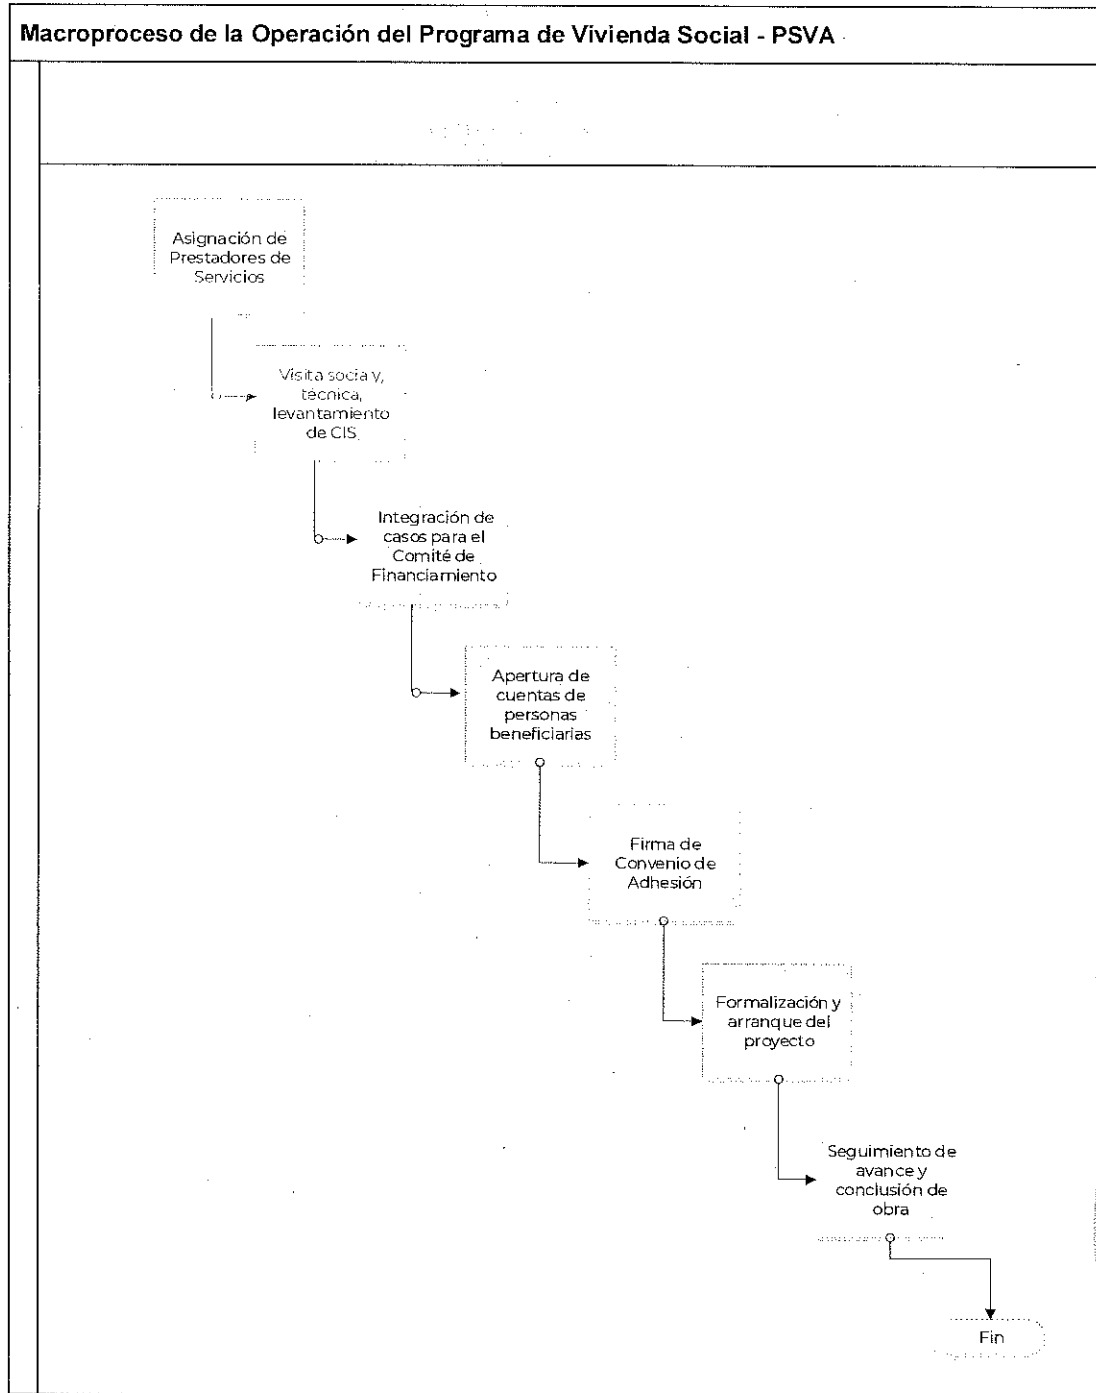 Macroproceso de la Operación del Programa de Vivienda Social - PSVA
Asignación de
Prestadores de
Servicios
Visita socia y,
técnica,
levantamiento
de CIS
Integración de
casos para el
Comité de
Financiamiento
Apertura de
cuentas de
personas
beneficiarias
Firma de
Convenio de
Adhesión
Formalización y
arranque del
proyecto
Seguimiento de
avance y
conclusión de
obra
Fin